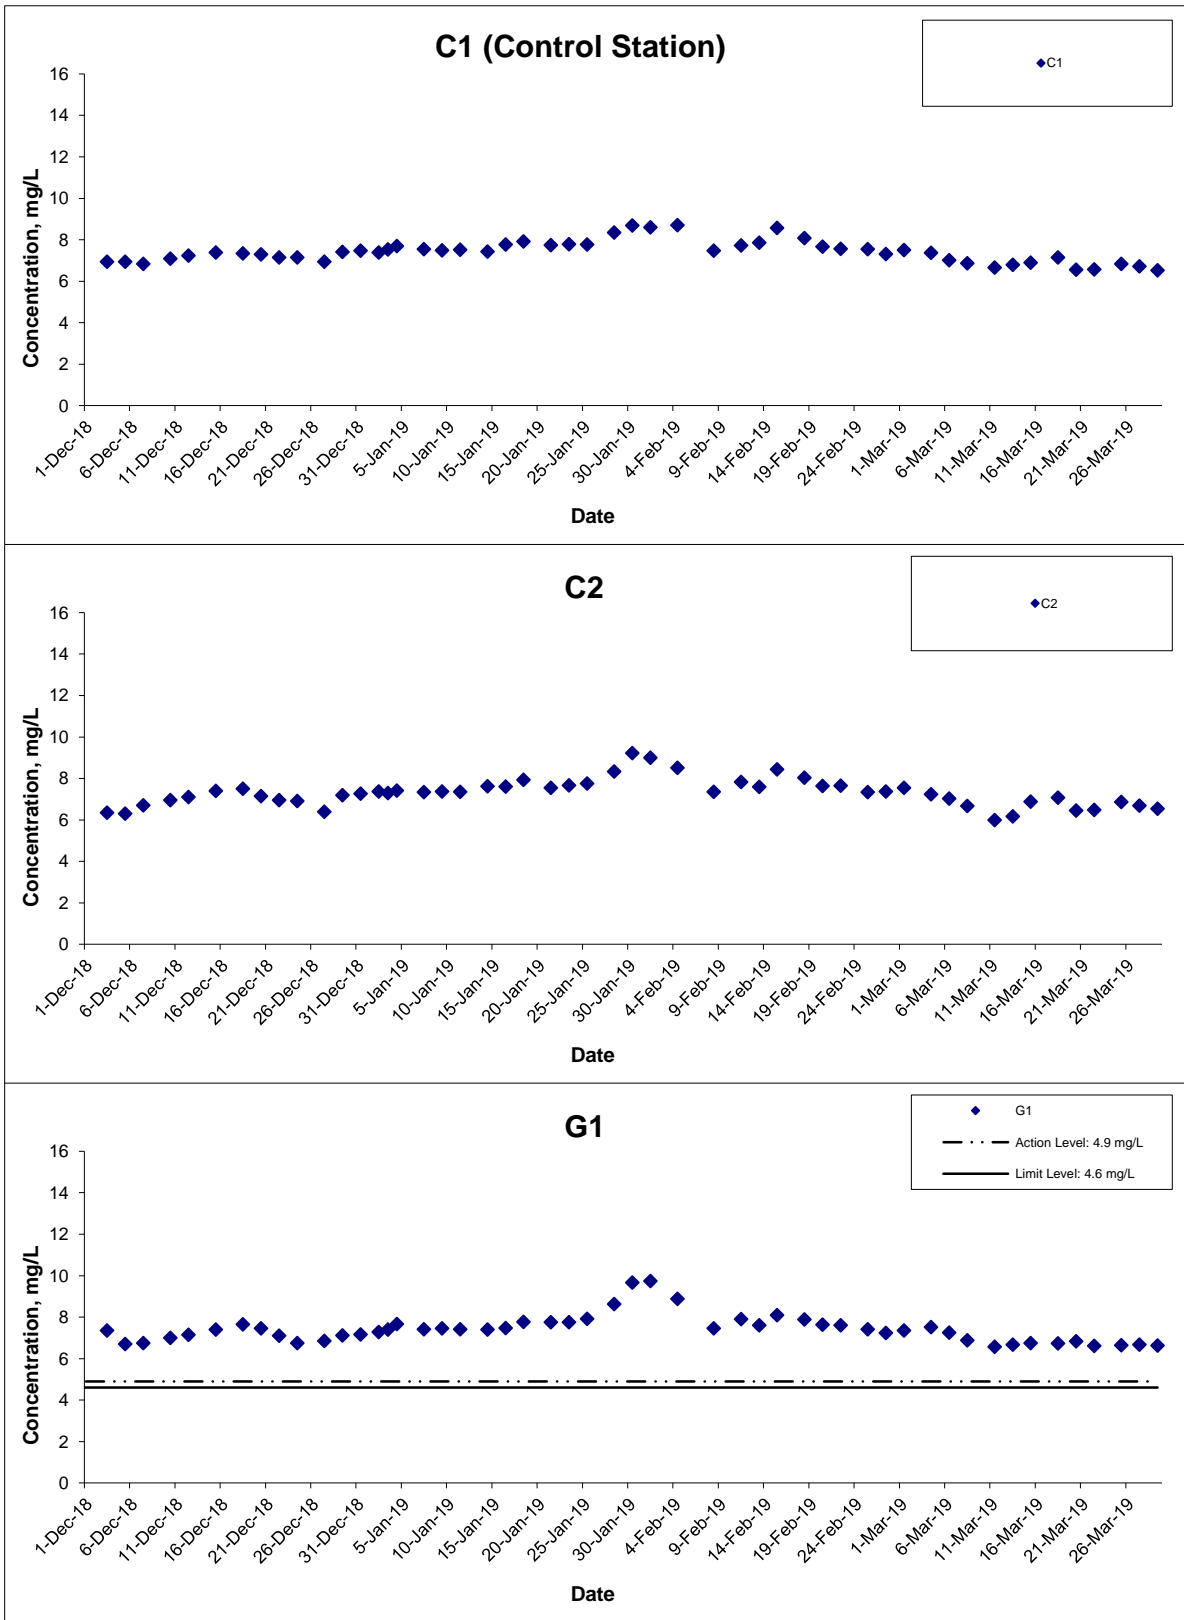 C1 (Control Station)
C1
16
14
12
10
8
6
4
2
0
Concentration, mg/L
1-Dec-18
6-Dec-18
11-Dec-18
16-Dec-18
21-Dec-18
26-Dec-18
31-Dec-18
5-Jan-19
10-Jan-19
15-Jan-19
20-Jan-19
25-Jan-19
30-Jan-19
4-Feb-19
9-Feb-19
14-Feb-19
19-Feb-19
24-Feb-19
1-Mar-19
6-Mar-19
11-Mar-19
16-Mar-19
21-Mar-19
26-Mar-19
Date
C2
C2
16
14
12
10
8
6
4
2
0
Concentration, mg/L
1-Dec-18
6-Dec-18
11-Dec-18
16-Dec-18
21-Dec-18
26-Dec-18
31-Dec-18
5-Jan-19
10-Jan-19
15-Jan-19
20-Jan-19
25-Jan-19
30-Jan-19
4-Feb-19
9-Feb-19
14-Feb-19
19-Feb-19
24-Feb-19
1-Mar-19
6-Mar-19
11-Mar-19
16-Mar-19
21-Mar-19
26-Mar-19
Date
G1
G1
Action Level: 4.9 mg/L
Limit Level: 4.6 mg/L
16
14
12
10
8
6
4
2
0
Concentration, mg/L
1-Dec-18
6-Dec-18
11-Dec-18
16-Dec-18
21-Dec-18
26-Dec-18
31-Dec-18
5-Jan-19
10-Jan-19
15-Jan-19
20-Jan-19
25-Jan-19
30-Jan-19
4-Feb-19
9-Feb-19
14-Feb-19
19-Feb-19
24-Feb-19
1-Mar-19
6-Mar-19
11-Mar-19
16-Mar-19
21-Mar-19
26-Mar-19
Date